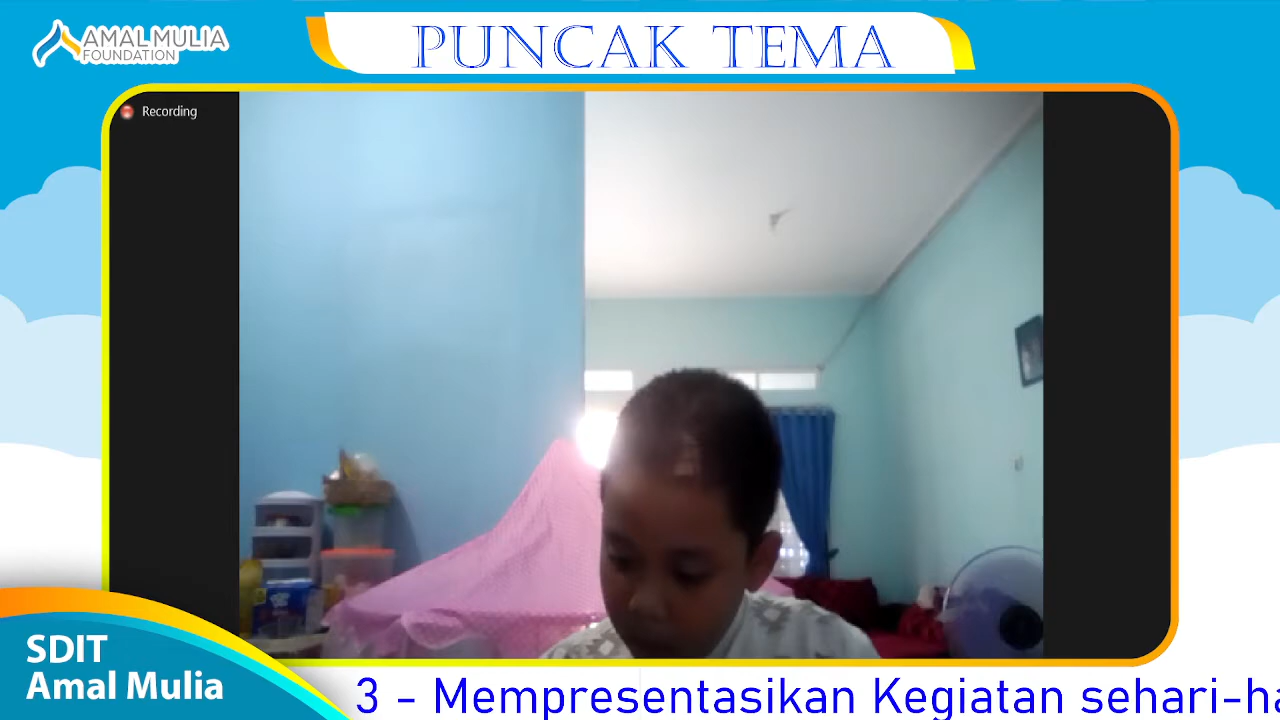 AMAL MULIA
FOUNDATION
PUNCAK TEMA
Recording
SDIT
Amal Mulia
3 - Mempresentasikan Kegiatan sehari-ha